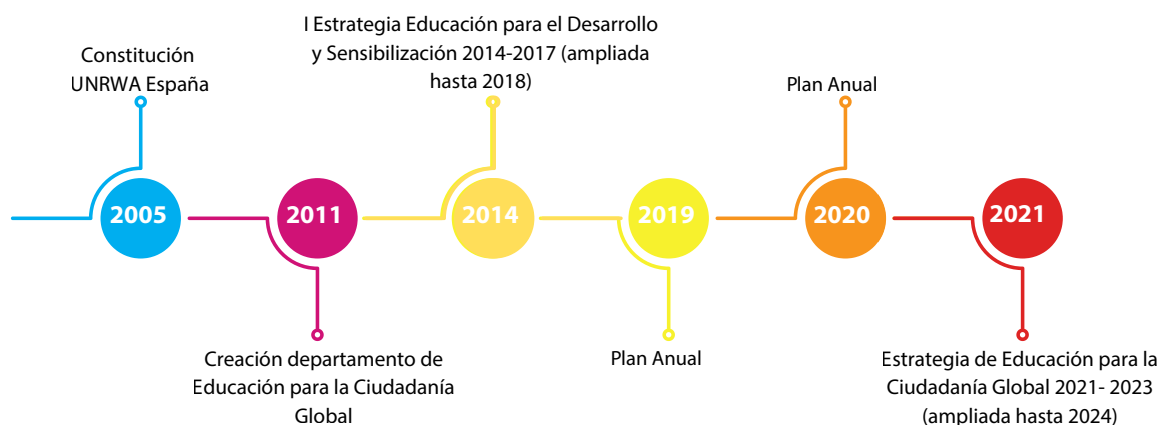 I Estrategia Educación para el Desarrollo
y Sensibilización 2014-2017 (ampliada
hasta 2018)
Constitución
UNRWA España
Plan Anual
2005
2011
2014
2019
2020
2021
Creación departamento de
Educación para la Ciudadanía
Global
Plan Anual
Estrategia de Educación para la
Ciudadanía Global 2021- 2023
(ampliada hasta 2024)